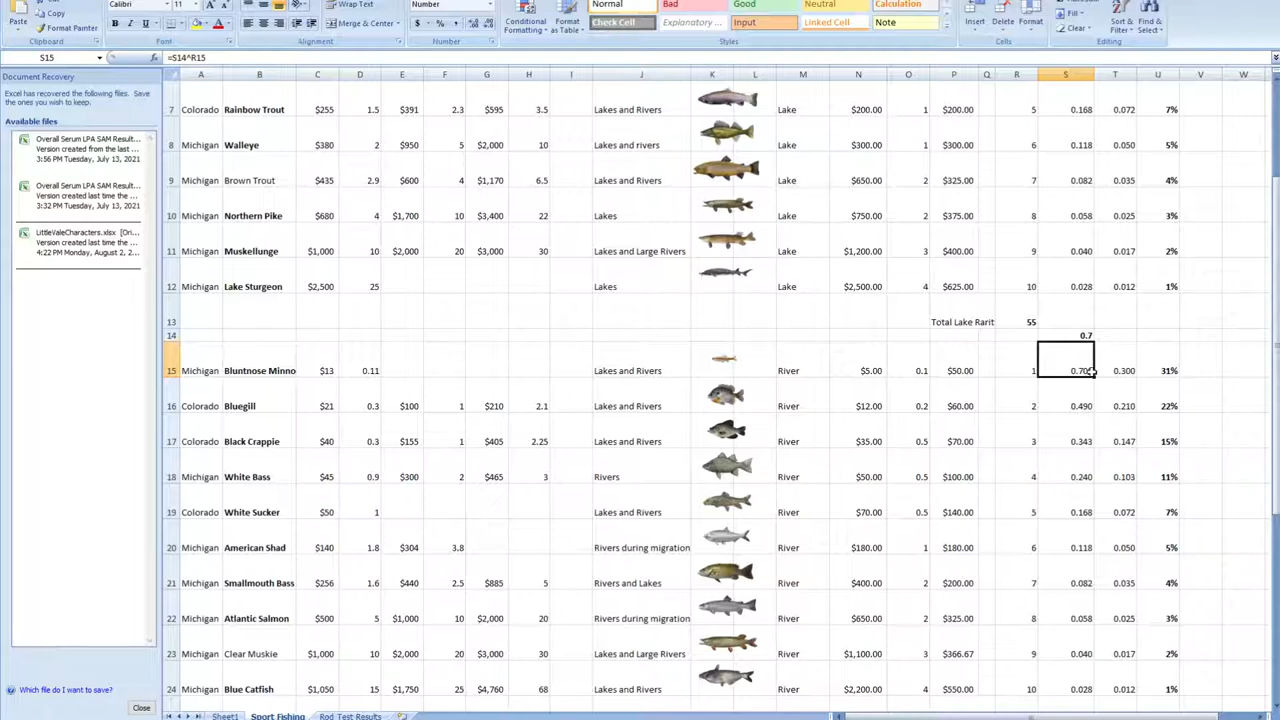 Paste Format Painter Calibri 11 Wrap Text Merge & Center Number Conditional Formatting Format as Table Normal Bad Good Neutral Calculation Insert Delete Format Fill Sort & Filter Find & Select
B I U $ % , Check Cell Explanatory ... Input Linked Cell Note Clear
Clipboard Font Alignment Number Styles Cells Editing
S15 fx =S14^R15
Document Recovery
Excel has recovered the following files. Save the ones you wish to keep.
Available files
Overall Serum LPA SAM Result...
Version created from the last ...
3:56 PM Tuesday, July 13, 2021
Overall Serum LPA SAM Result...
Version created last time the ...
3:32 PM Tuesday, July 13, 2021
LittleValeCharacters.xlsx [Ori...
Version created last time the ...
4:22 PM Monday, August 2, 2...
Which file do I want to save?
Close
A B C D E F G H I J K L M N O P Q R S T U V W
7 Colorado Rainbow Trout $255 1.5 $391 2.3 $595 3.5 Lakes and Rivers Lake $200.00 1 $200.00 5 0.168 0.072 7%
8 Michigan Walleye $380 2 $950 5 $2,000 10 Lakes and rivers Lake $300.00 1 $300.00 6 0.118 0.050 5%
9 Michigan Brown Trout $435 2.9 $600 4 $1,170 6.5 Lakes and Rivers Lake $650.00 2 $325.00 7 0.082 0.035 4%
10 Michigan Northern Pike $680 4 $1,700 10 $3,400 22 Lakes Lake $750.00 2 $375.00 8 0.058 0.025 3%
11 Michigan Muskellunge $1,000 10 $2,000 20 $3,000 30 Lakes and Large Rivers Lake $1,200.00 3 $400.00 9 0.040 0.017 2%
12 Michigan Lake Sturgeon $2,500 25 Lakes Lake $2,500.00 4 $625.00 10 0.028 0.012 1%
13 Total Lake Rarit 55
14 0.7
15 Michigan Bluntnose Minno $13 0.11 Lakes and Rivers River $5.00 0.1 $50.00 1 0.300 31%
16 Colorado Bluegill $21 0.3 $100 1 $210 2.1 Lakes and Rivers River $12.00 0.2 $60.00 2 0.490 0.210 22%
17 Colorado Black Crappie $40 0.3 $155 1 $405 2.25 Lakes and Rivers River $35.00 0.5 $70.00 3 0.343 0.147 15%
18 Michigan White Bass $45 0.9 $300 2 $465 3 Rivers River $50.00 0.5 $100.00 4 0.240 0.103 11%
19 Colorado White Sucker $50 1 Lakes and Rivers River $70.00 0.5 $140.00 5 0.168 0.072 7%
20 Michigan American Shad $140 1.8 $304 3.8 Rivers during migration River $180.00 1 $180.00 6 0.118 0.050 5%
21 Michigan Smallmouth Bass $256 1.6 $440 2.5 $885 5 Rivers and Lakes River $400.00 2 $200.00 7 0.082 0.035 4%
22 Michigan Atlantic Salmon $500 5 $1,000 10 $2,000 20 Rivers during migration River $650.00 2 $325.00 8 0.058 0.025 3%
23 Michigan Clear Muskie $1,000 10 $2,000 20 $3,000 30 Lakes and Large Rivers River $1,100.00 3 $366.67 9 0.040 0.017 2%
24 Michigan Blue Catfish $1,050 15 $1,750 25 $4,760 68 Lakes and Rivers River $2,200.00 4 $550.00 10 0.028 0.012 1%
Sheet1 Sport Fishing Rod Test Results